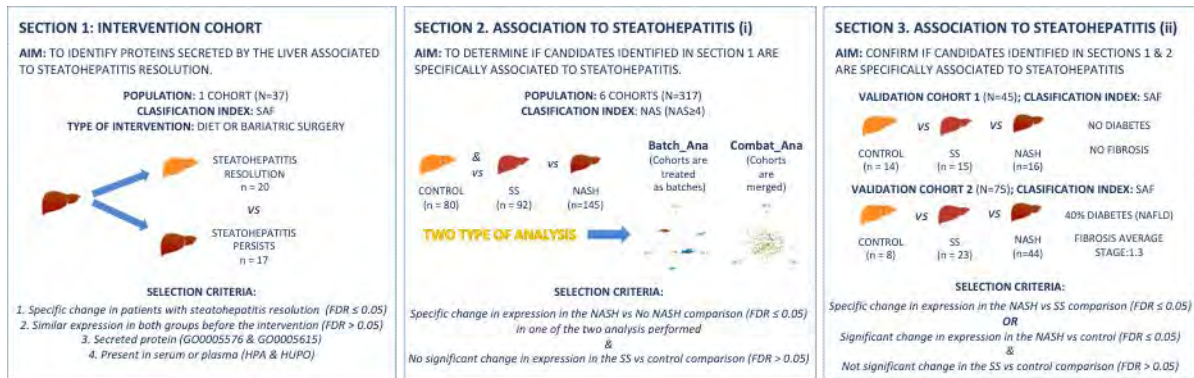 SECTION 1: INTERVENTION COHORT
AIM: TO IDENTIFY PROTEINS SECRETED BY THE LIVER ASSOCIATED
TO STEATOHEPATITIS RESOLUTION.
POPULATION: 1 COHORT (N=37)
CLASIFICATION INDEX: SAF
TYPE OF INTERVENTION: DIET OR BARIATRIC SURGERY
STEATOHEPATITIS
RESOLUTION
n = 20
VS
STEATOHEPATITIS
PERSISTS
n = 17
SELECTION CRITERIA:
1. Specific change in patients with steatohepatitis resolution (FDR ≤ 0.05)
2. Similar expression in both groups before the intervention (FDR > 0.05)
3. Secreted protein (GO0005576 & GO0005615)
4. Present in serum or plasma (HPA & HUPO)
SECTION 2. ASSOCIATION TO STEATOHEPATITIS (i)
AIM: TO DETERMINE IF CANDIDATES IDENTIFIED IN SECTION 1 ARE
SPECIFICALLY ASSOCIATED TO STEATOHEPATITIS.
POPULATION: 6 COHORTS (N=317)
CLASIFICATION INDEX: NAS (NAS≥4)
& vs
vs
CONTROL
(n = 80)
SS
(n = 92)
NASH
(n=145)
Batch_Ana
(Cohorts are
treated
as batches)
Combat_Ana
(Cohorts
are
merged)
TWO TYPE OF ANALYSIS
SELECTION CRITERIA:
Specific change in expression in the NASH vs No NASH comparison (FDR ≤ 0.05)
in one of the two analysis performed
&
No significant change in expression in the SS vs control comparison (FDR > 0.05)
SECTION 3. ASSOCIATION TO STEATOHEPATITIS (ii)
AIM: CONFIRM IF CANDIDATES IDENTIFIED IN SECTIONS 1 & 2
ARE SPECIFICALLY ASSOCIATED TO STEATOHEPATITIS
VALIDATION COHORT 1 (N=45); CLASSIFICATION INDEX: SAF
vs
vs
NO DIABETES
NO FIBROSIS
CONTROL
(n = 14)
SS
(n = 15)
NASH
(n=16)
VALIDATION COHORT 2 (N=75); CLASSIFICATION INDEX: SAF
vs
vs
40% DIABETES (NAFLD)
FIBROSIS AVERAGE
STAGE:1.3
CONTROL
(n = 8)
SS
(n = 23)
NASH
(n=44)
SELECTION CRITERIA:
Specific change in expression in the NASH vs SS comparison (FDR ≤ 0.05)
OR
Significant change in expression in the NASH vs control (FDR ≤ 0.05)
&
Not significant change in the SS vs control comparison (FDR > 0.05)